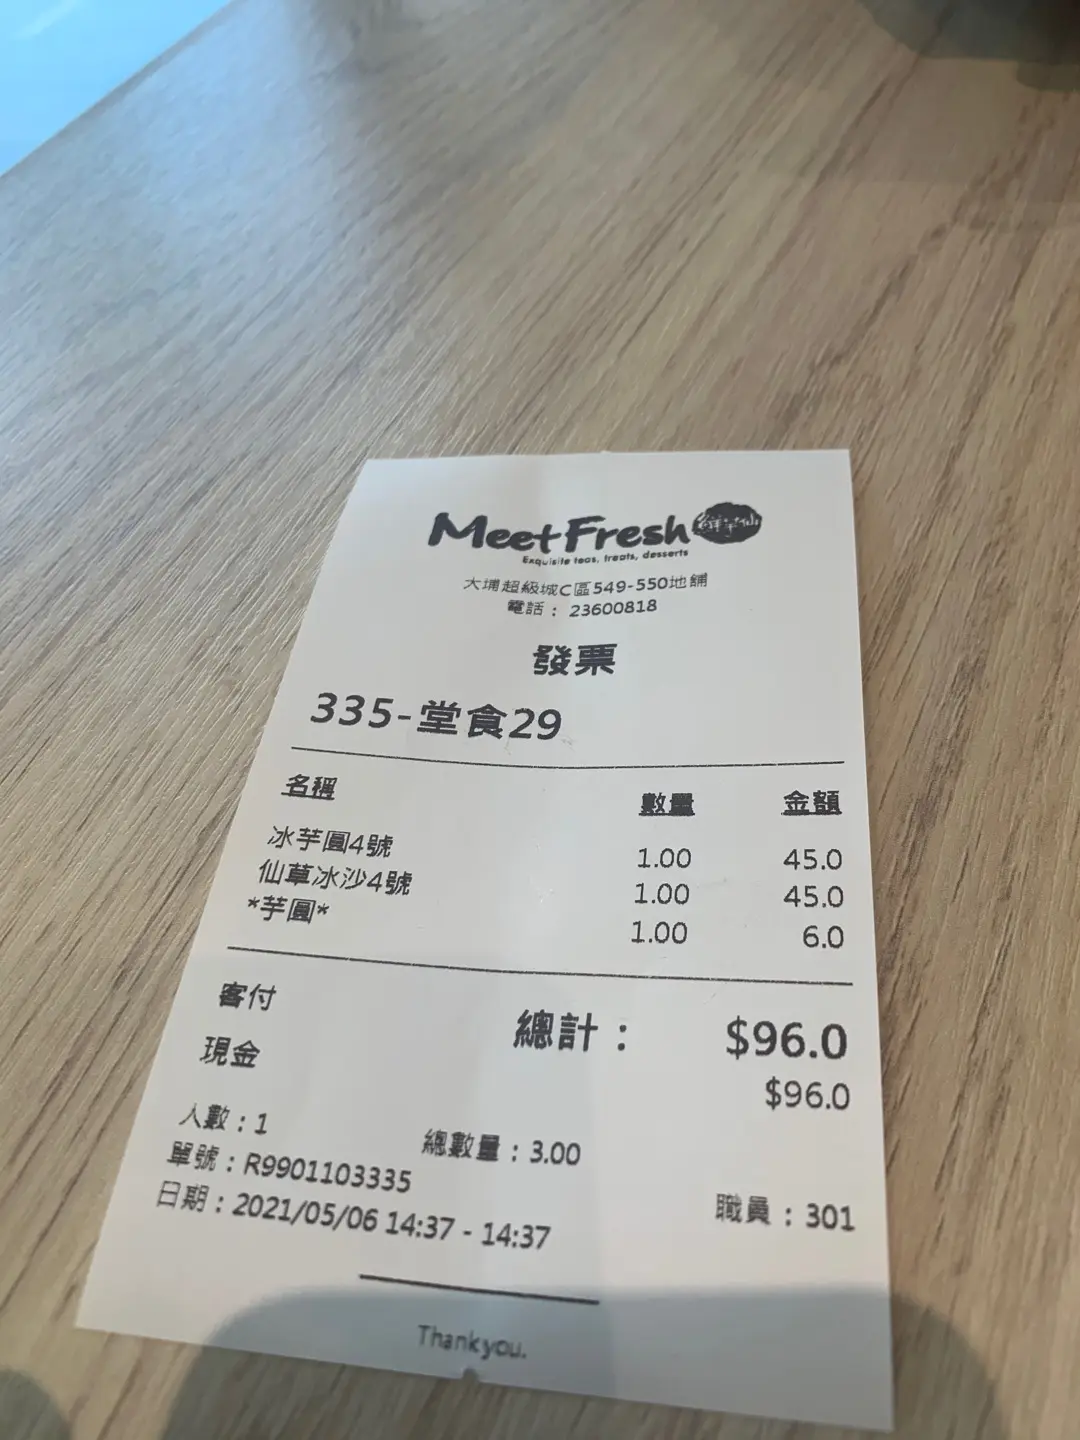 Meet Fresh 鮮芋仙
Exquisite teas, treats, desserts
大埔超級城C區549-550地舖
電話： 23600818
發票
335-堂食29
名稱 數量 金額
冰芋圓4號 1.00 45.0
仙草冰沙4號 1.00 45.0
*芋圓* 1.00 6.0
客付 總計： $96.0
現金 $96.0
人數：1 總數量：3.00
單號：R9901103335 職員：301
日期：2021/05/06 14:37 - 14:37
Thankyou.